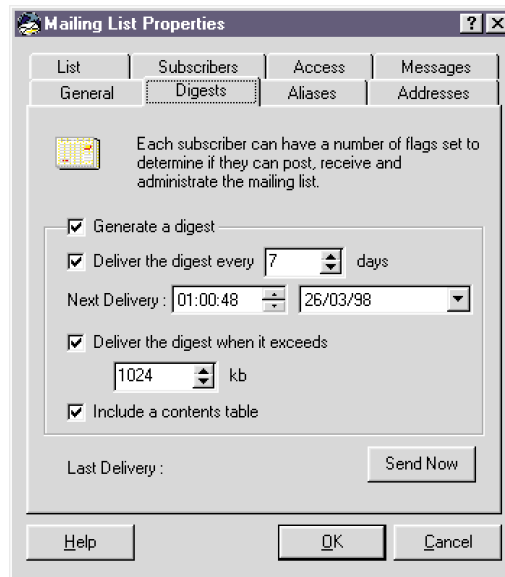 Mailing List Properties
List Subscribers Access Messages
General Digests Aliases Addresses
Each subscriber can have a number of flags set to
determine if they can post, receive and
administrate the mailing list.
Generate a digest
Deliver the digest every 7 days
Next Delivery : 01:00:48 26/03/98
Deliver the digest when it exceeds
1024 kb
Include a contents table
Last Delivery : Send Now
Help OK Cancel